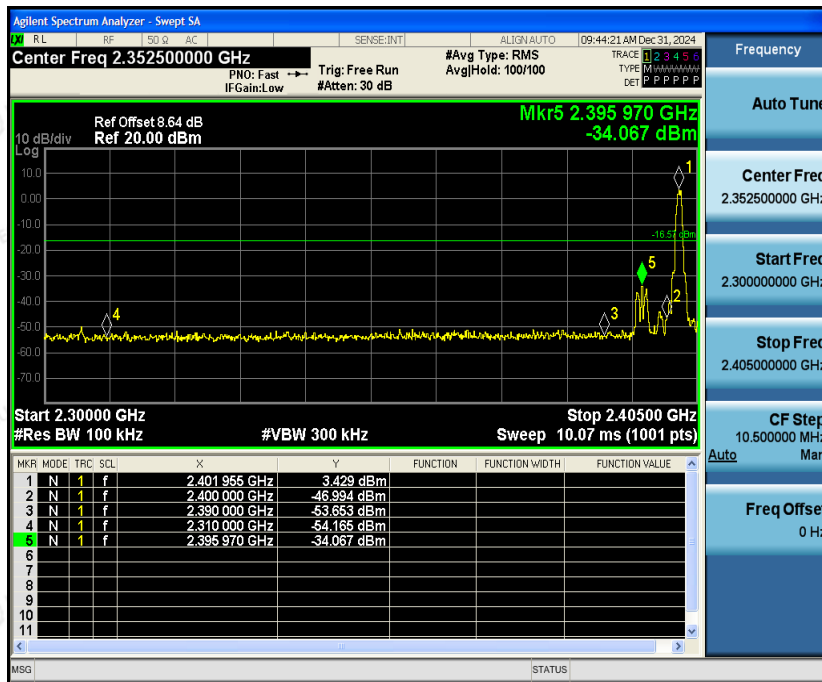 Agilent Spectrum Analyzer - Swept SA
LXI RL RF 50 Ω AC SENSE:INT ALIGN AUTO 09:44:21 AM Dec 31, 2024
Center Freq 2.352500000 GHz
PNO: Fast
IFGain:Low
Trig: Free Run
#Atten: 30 dB
#Avg Type: RMS
Avg|Hold: 100/100
TRACE 1 2 3 4 5 6
TYPE M W W W W W
DET P P P P P P
Ref Offset 8.64 dB
Ref 20.00 dBm
10 dB/div
Log
Mkr5 2.395 970 GHz
-34.067 dBm
10.0
0.00
-10.0
-20.0
-30.0
-40.0
-50.0
-60.0
-70.0
-16.57 dBm
1
5
2
4
3
Start 2.30000 GHz
Stop 2.40500 GHz
#Res BW 100 kHz
#VBW 300 kHz
Sweep 10.07 ms (1001 pts)
MKR MODE TRC SCL X Y FUNCTION FUNCTION WIDTH FUNCTION VALUE
1 N 1 f 2.401 955 GHz 3.429 dBm
2 N 1 f 2.400 000 GHz -46.994 dBm
3 N 1 f 2.390 000 GHz -53.653 dBm
4 N 1 f 2.310 000 GHz -54.165 dBm
5 N 1 f 2.395 970 GHz -34.067 dBm
6
7
8
9
10
11
MSG
STATUS
Frequency
Auto Tune
Center Freq
2.352500000 GHz
Start Freq
2.300000000 GHz
Stop Freq
2.405000000 GHz
CF Step
10.500000 MHz
Auto Man
Freq Offset
0 Hz